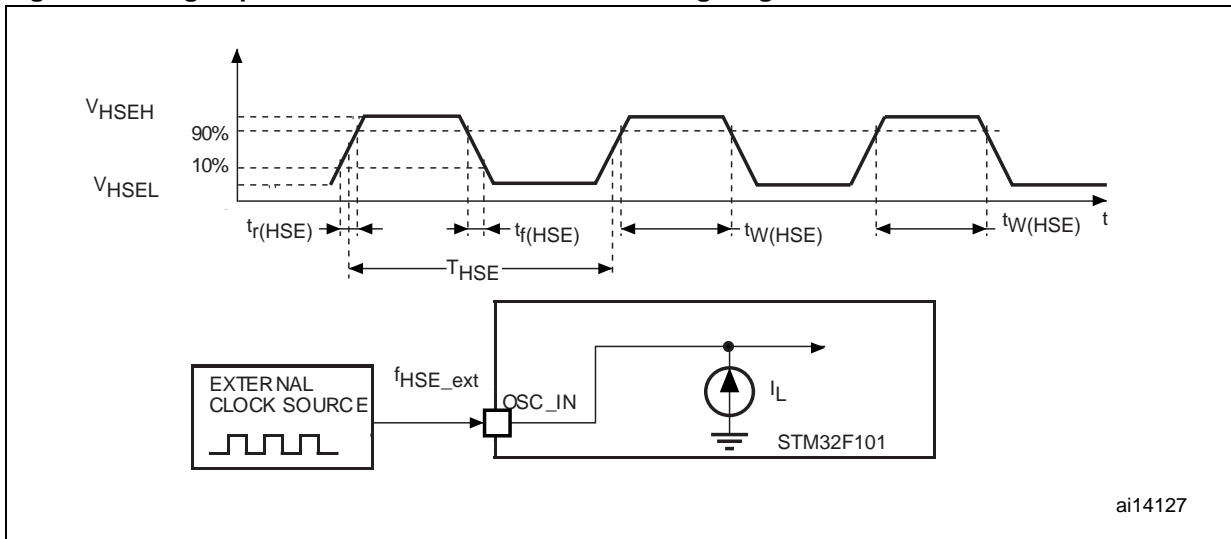 VHSEH
90%
10%
VHSEL
tr(HSE)
tf(HSE)
tW(HSE)
tW(HSE)
t
THSE
EXTERNAL
CLOCK SOURCE
fHSE_ext
OSC_IN
IL
STM32F101
ai14127